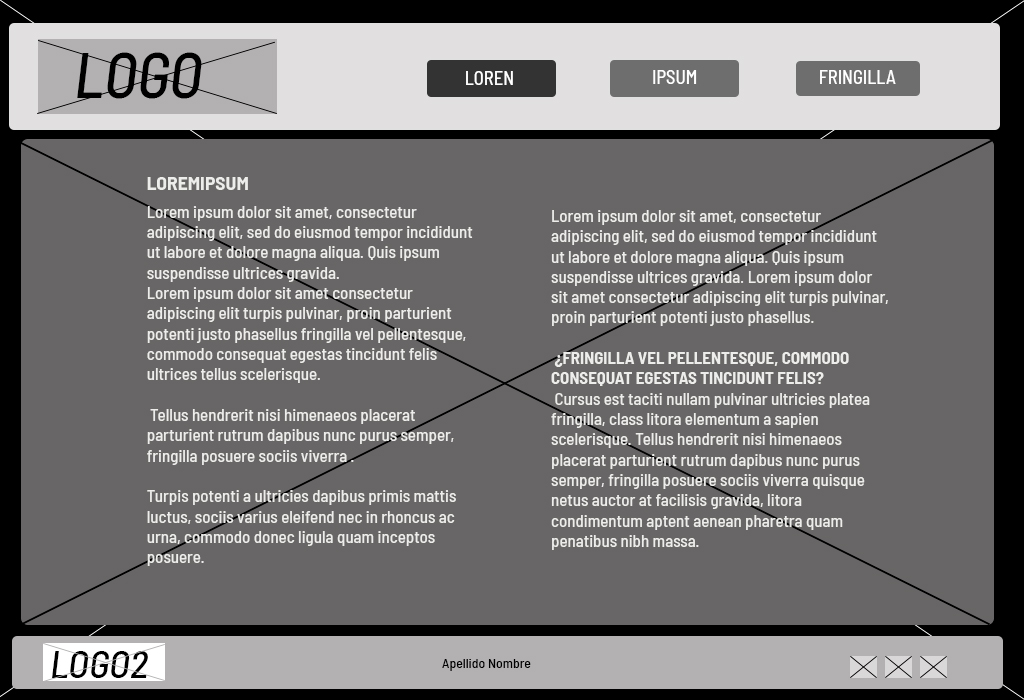 LOGO
LOREN
IPSUM
FRINGILLA
LOREMIPSUM
Lorem ipsum dolor sit amet, consectetur
adipiscing elit, sed do eiusmod tempor incididunt
ut labore et dolore magna aliqua. Quis ipsum
suspendisse ultrices gravida.
Lorem ipsum dolor sit amet consectetur
adipiscing elit turpis pulvinar, proin parturient
potenti justo phasellus fringilla vel pellentesque,
commodo consequat egestas tincidunt felis
ultrices tellus scelerisque.
Tellus hendrerit nisi himenaeos placerat
parturient rutrum dapibus nunc purus semper,
fringilla posuere sociis viverra .
Turpis potenti a ultricies dapibus primis mattis
luctus, sociis varius eleifend nec in rhoncus ac
urna, commodo donec ligula quam inceptos
posuere.
Lorem ipsum dolor sit amet, consectetur
adipiscing elit, sed do eiusmod tempor incididunt
ut labore et dolore magna aliqua. Quis ipsum
suspendisse ultrices gravida. Lorem ipsum dolor
sit amet consectetur adipiscing elit turpis pulvinar,
proin parturient potenti justo phasellus.
¿FRINGILLA VEL PELLENTESQUE, COMMODO
CONSEQUAT EGESTAS TINCIDUNT FELIS?
Cursus est taciti nullam pulvinar ultricies platea
fringilla, class litora elementum a sapien
scelerisque. Tellus hendrerit nisi himenaeos
placerat parturient rutrum dapibus nunc purus
semper, fringilla posuere sociis viverra quisque
netus auctor at facilisis gravida, litora
condimentum aptent aenean pharetra quam
penatibus nibh massa.
LOGO2
Apellido Nombre